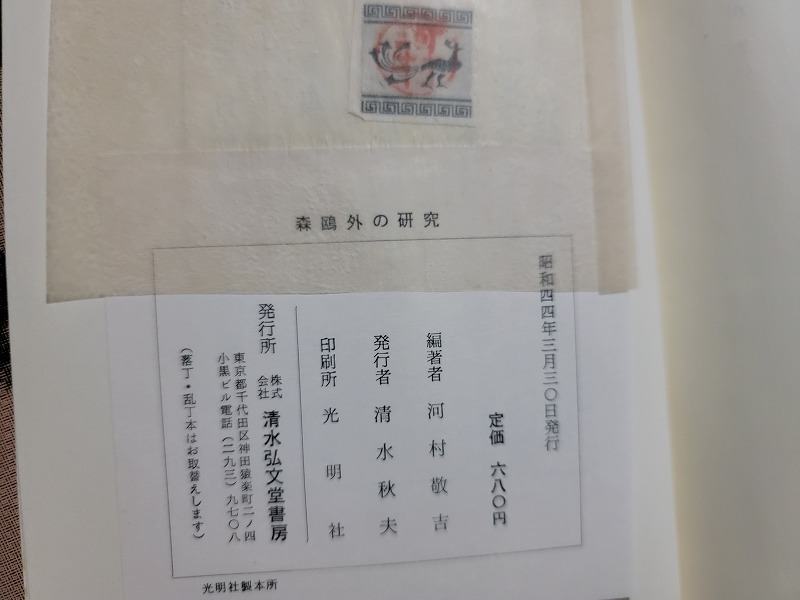 森鷗外の研究
昭和四四年三月三〇日発行
定価 六八〇円
編著者 河村敬吉
発行者 清水秋夫
印刷所 光明社
発行所 株式会社 清水弘文堂書房
東京都千代田区神田猿楽町二ノ四
小黒ビル電話(二九三)九七〇八
(落丁・乱丁本はお取替えします)
光明社製本所